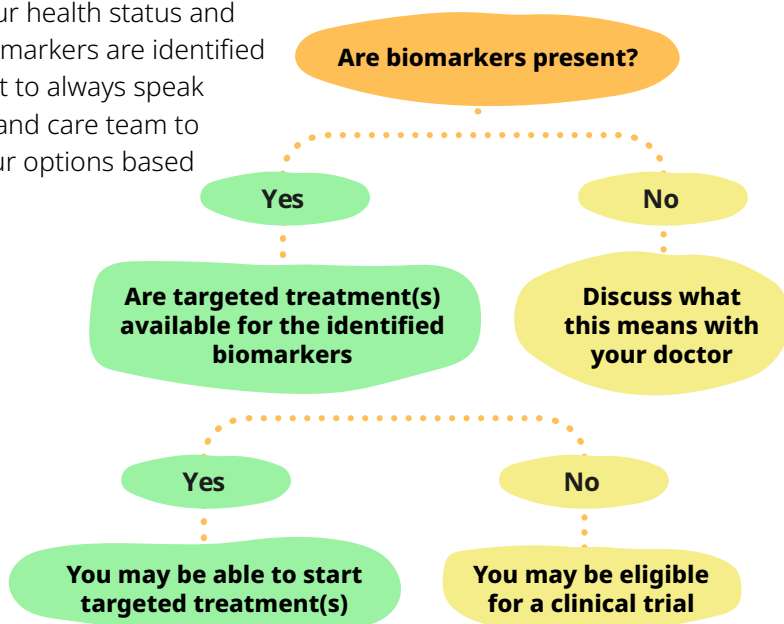 ur health status and
omarkers are identified
t to always speak
and care team to
ur options based
Are biomarkers present?
Yes
No
Are targeted treatment(s)
available for the identified
biomarkers
Discuss what
this means with
your doctor
Yes
No
You may be able to start
targeted treatment(s)
You may be eligible
for a clinical trial